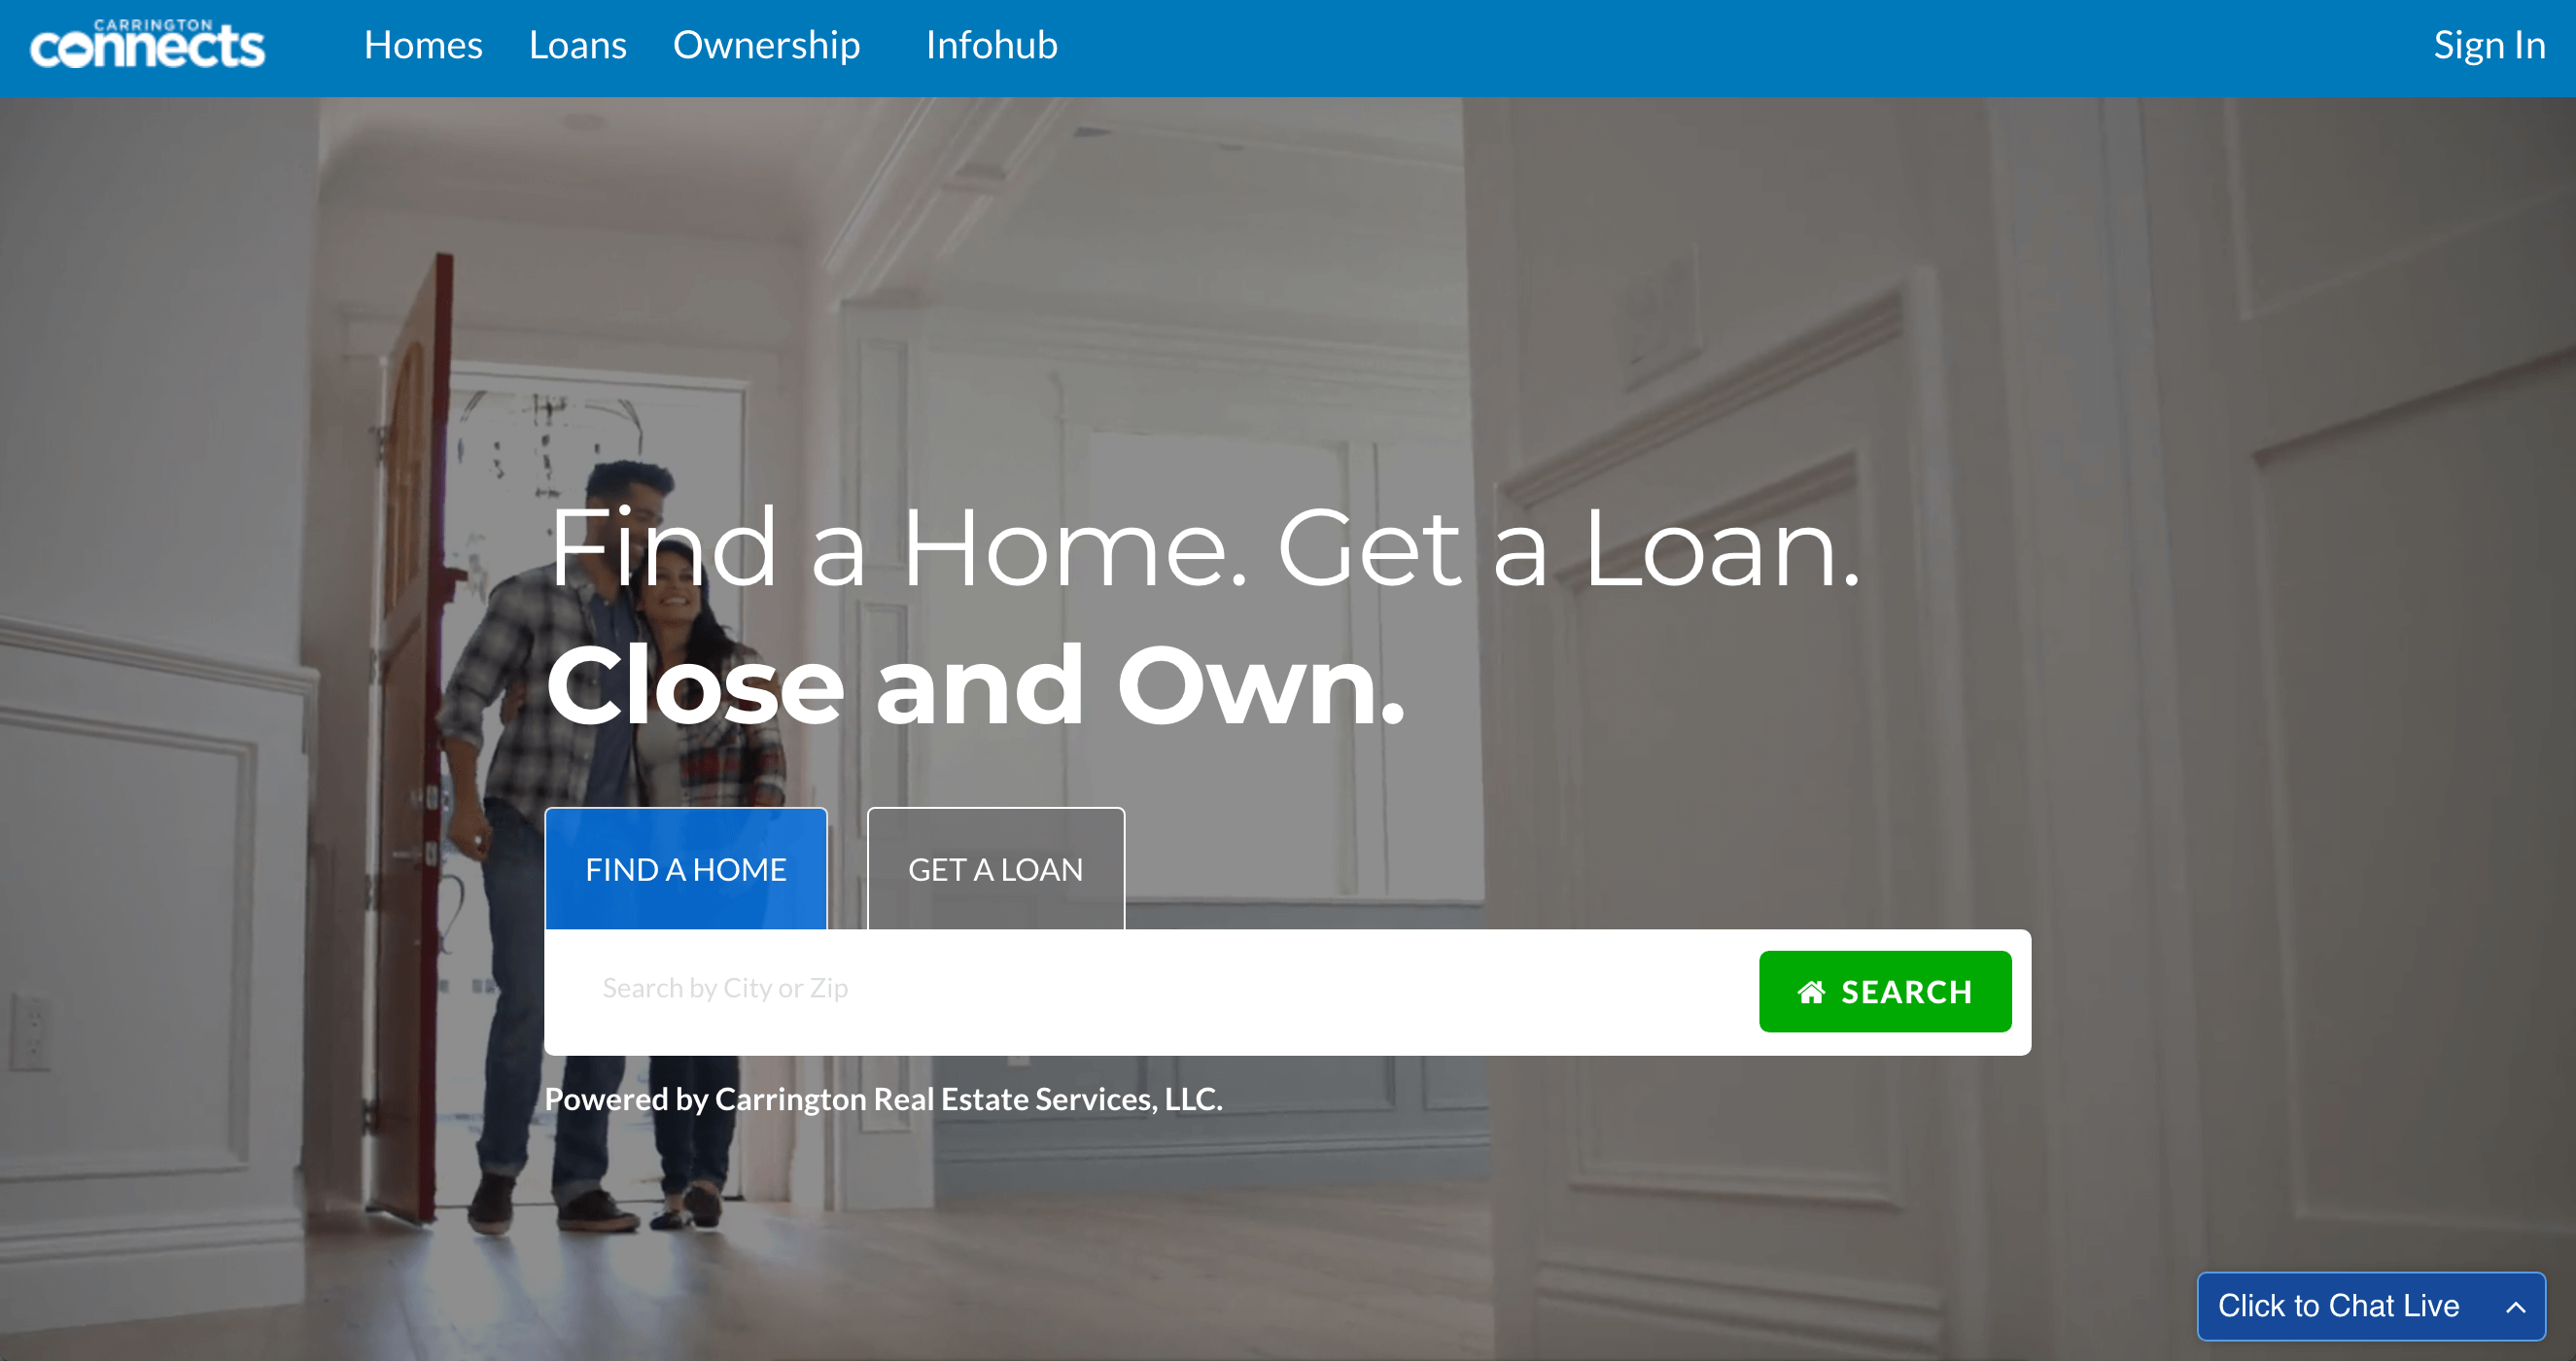 CARRINGTON
connects
Homes Loans Ownership Infohub Sign In
Find a Home. Get a Loan.
Close and Own.
FIND A HOME GET A LOAN
Search by City or Zip SEARCH
Powered by Carrington Real Estate Services, LLC.
Click to Chat Live